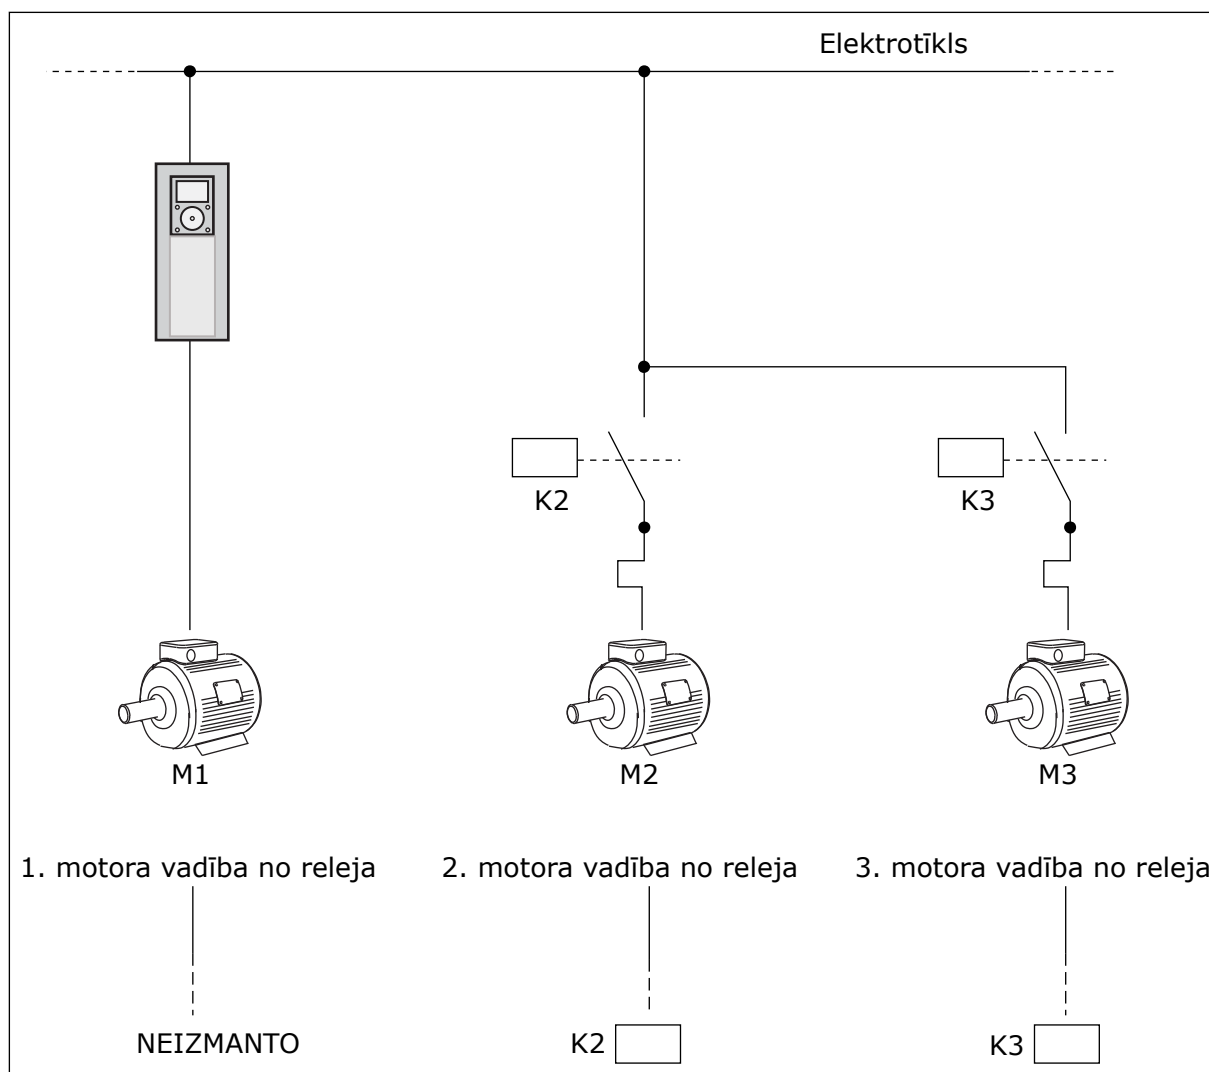 Elektrotīkls
K2
K3
M1
M2
M3
1. motora vadība no releja
2. motora vadība no releja
3. motora vadība no releja
NEIZMANTO
K2
K3